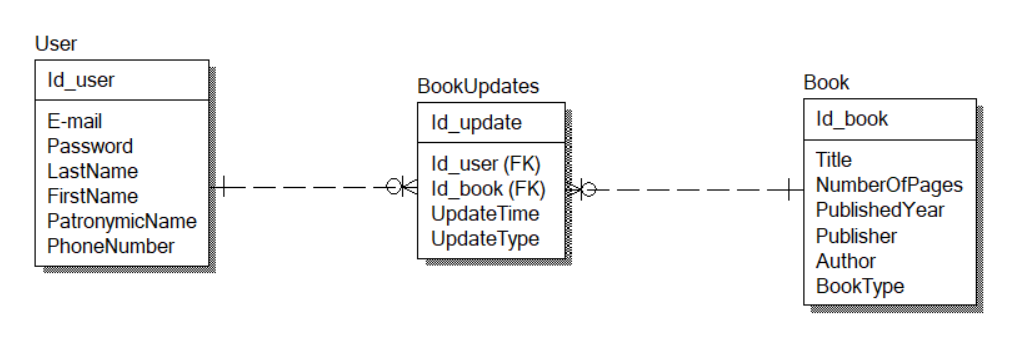 User
Id_user
E-mail
Password
LastName
FirstName
PatronymicName
PhoneNumber
BookUpdates
Id_update
Id_user (FK)
Id_book (FK)
UpdateTime
UpdateType
Book
Id_book
Title
NumberOfPages
PublishedYear
Publisher
Author
BookType